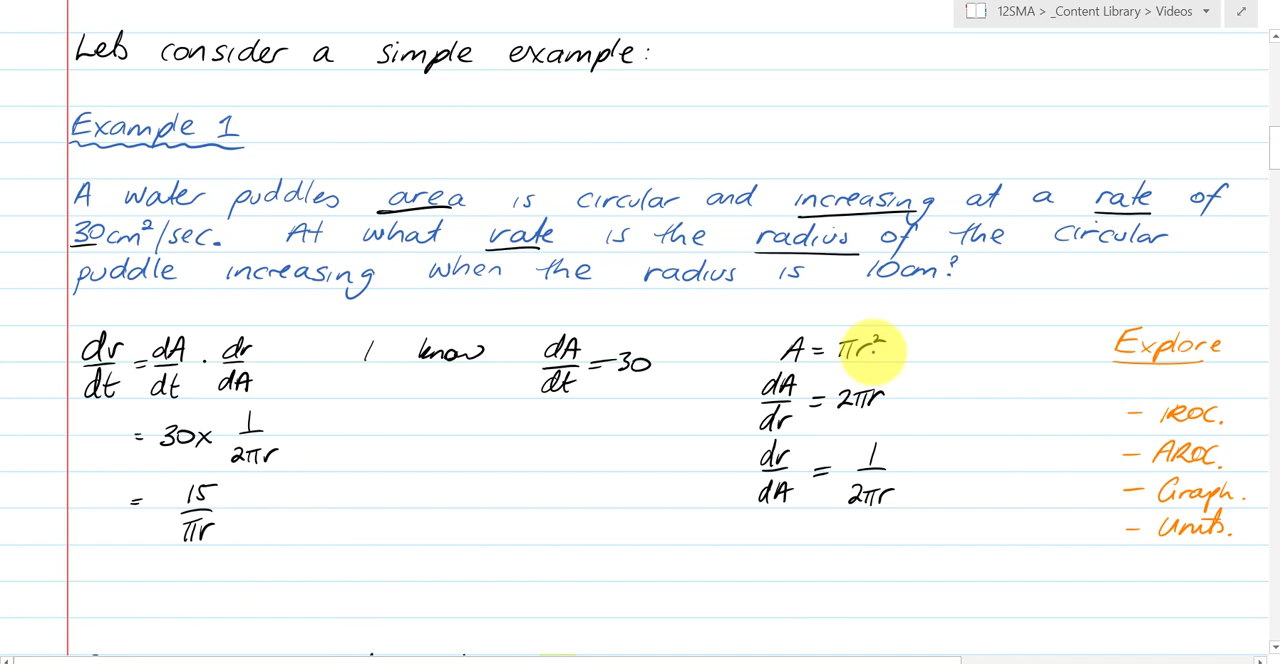 12SMA > _Content Library > Videos
Lets consider a simple example:
Example 1
A water puddles area is circular and increasing at a rate of
30cm²/sec. At what rate is the radius of the circular
puddle increasing when the radius is 10cm?
dr/dt = dA/dt · dr/dA
= 30 × 1/2πr
= 15/πr
I know dA/dt = 30
A = πr²
dA/dr = 2πr
dr/dA = 1/2πr
Explore
- IROC.
- AROC.
- Graph.
- Units.